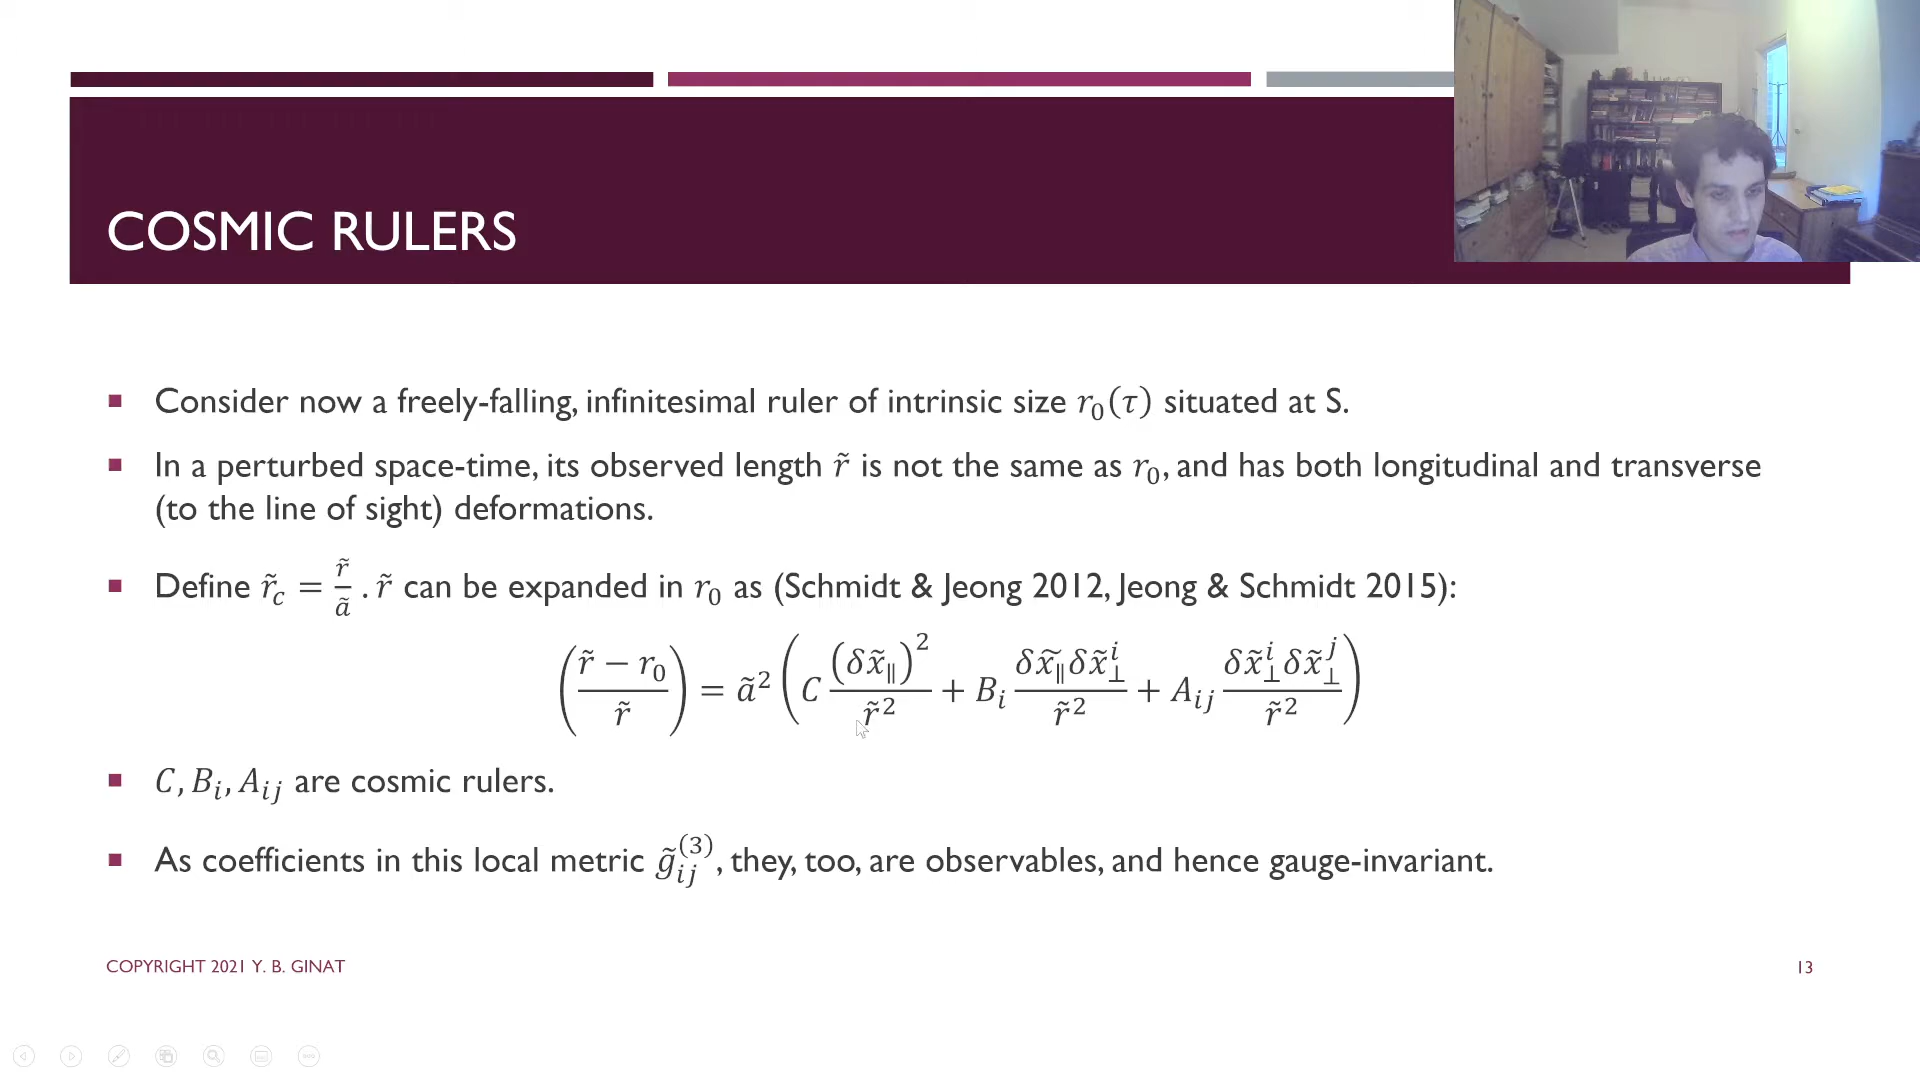 COSMIC RULERS
Consider now a freely-falling, infinitesimal ruler of intrinsic size r₀(τ) situated at S.
In a perturbed space-time, its observed length r̃ is not the same as r₀, and has both longitudinal and transverse
(to the line of sight) deformations.
Define r̃_c = r̃/ã . r̃ can be expanded in r₀ as (Schmidt & Jeong 2012, Jeong & Schmidt 2015):
((r̃ − r₀)/r̃) = ã² (C (δx̃_∥)²/r̃² + B_i δx̃_∥ δx̃_⊥^i/r̃² + A_ij δx̃_⊥^i δx̃_⊥^j/r̃²)
C, B_i, A_ij are cosmic rulers.
As coefficients in this local metric g̃_ij^(3), they, too, are observables, and hence gauge-invariant.
COPYRIGHT 2021 Y. B. GINAT
13